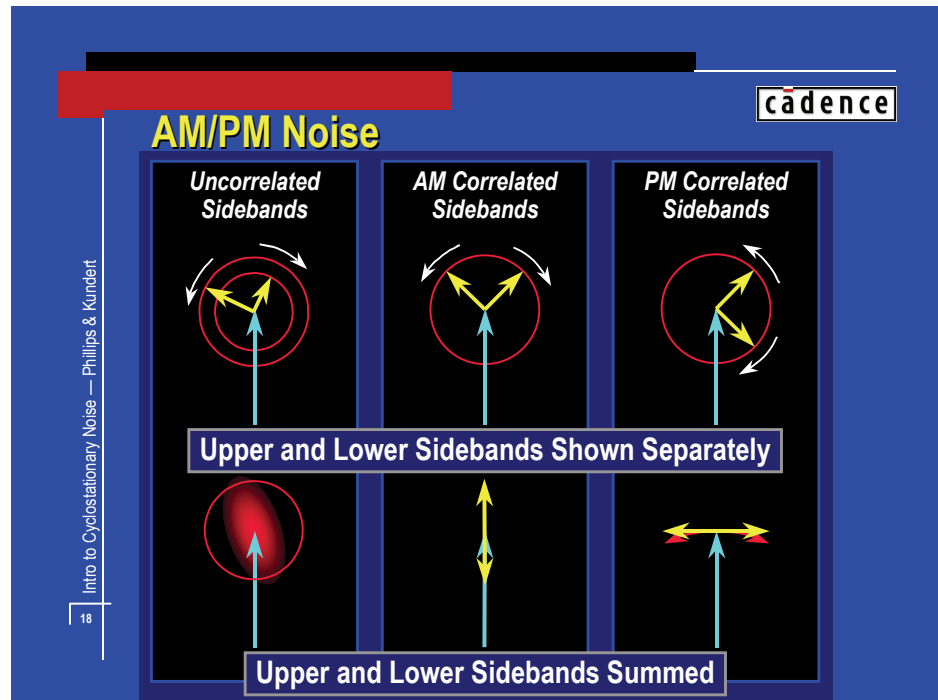 cadence
AM/PM Noise
Uncorrelated
Sidebands
AM Correlated
Sidebands
PM Correlated
Sidebands
Upper and Lower Sidebands Shown Separately
Upper and Lower Sidebands Summed
Intro to Cyclostationary Noise — Phillips & Kundert
18